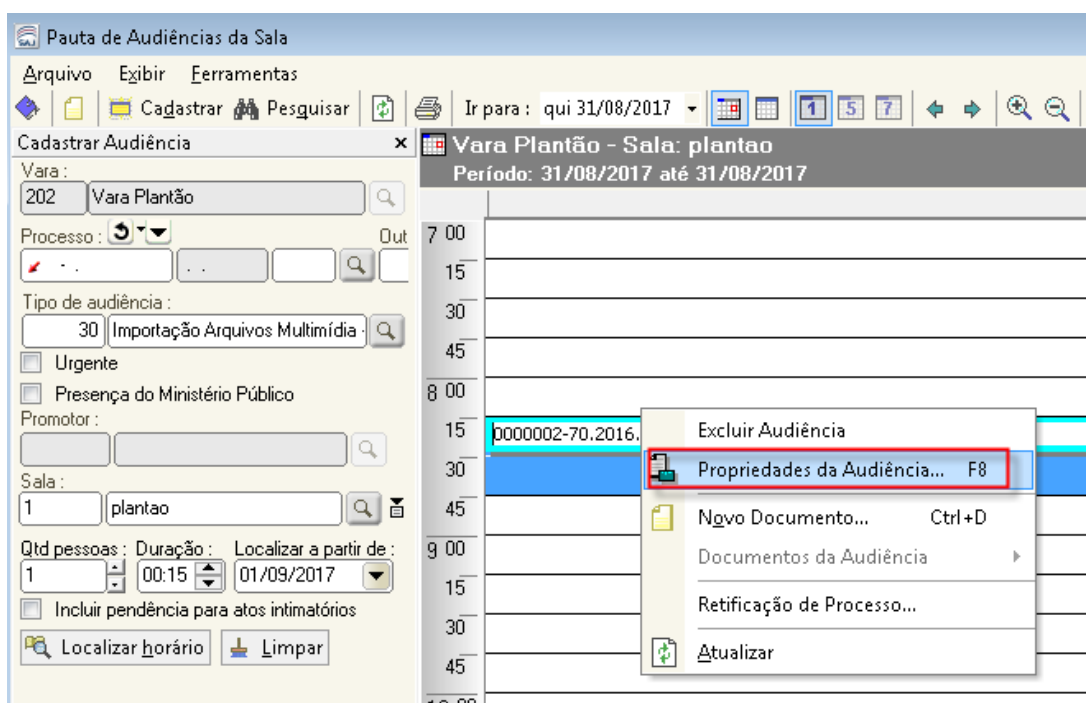 Pauta de Audiências da Sala
Arquivo Exibir Ferramentas
Cadastrar Pesquisar Ir para : qui 31/08/2017 1 5 7
Cadastrar Audiência x
Vara :
202 Vara Plantão
Processo : Out
- . . .
Tipo de audiência :
30 Importação Arquivos Multimídia -
Urgente
Presença do Ministério Público
Promotor :
Sala :
1 plantao
Qtd pessoas : Duração : Localizar a partir de :
1 00:15 01/09/2017
Incluir pendência para atos intimatórios
Localizar horário Limpar
Vara Plantão - Sala: plantao
Período: 31/08/2017 até 31/08/2017
7 00
15
30
45
8 00
15 0000002-70.2016.
30
45
9 00
15
30
45
Excluir Audiência
Propriedades da Audiência... F8
Novo Documento... Ctrl+D
Documentos da Audiência
Retificação de Processo...
Atualizar